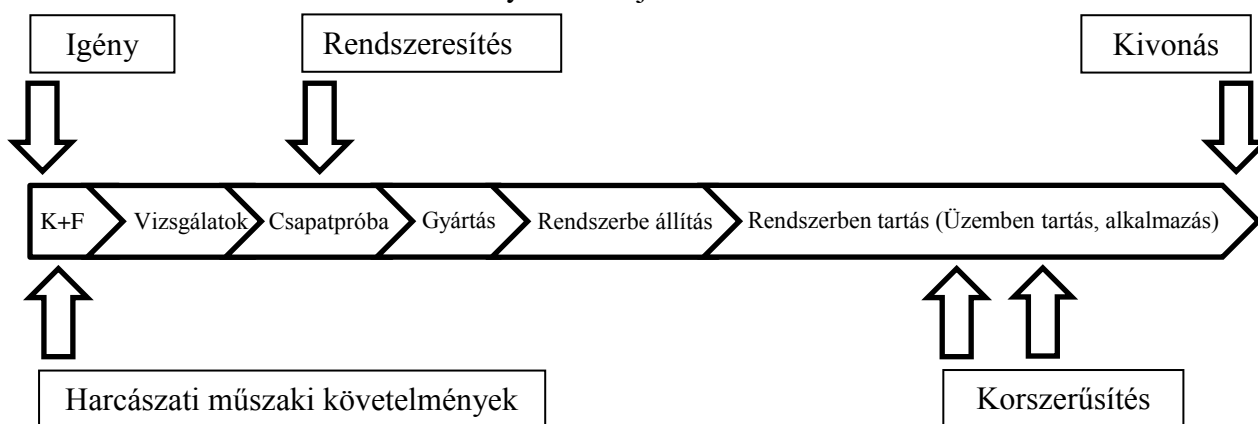 Igény
Rendszeresítés
Kivonás
K+F
Vizsgálatok
Csapatpróba
Gyártás
Rendszerbe állítás
Rendszerben tartás (Üzemben tartás, alkalmazás)
Harcászati műszaki követelmények
Korszerűsítés